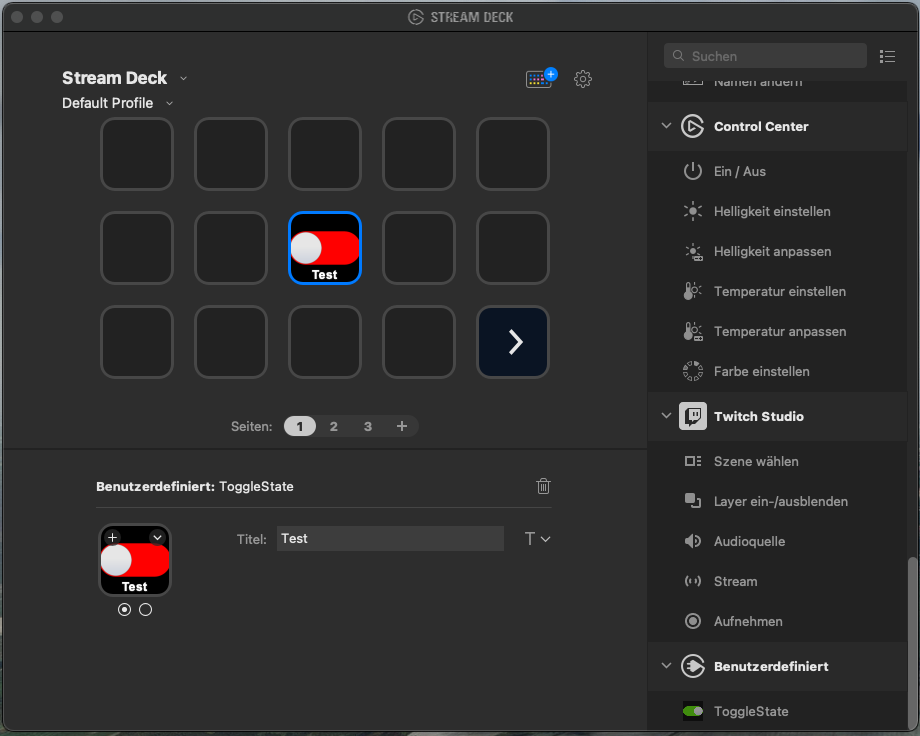 STREAM DECK
Stream Deck
Default Profile
Test
Seiten: 1 2 3 +
Benutzerdefiniert: ToggleState
Titel: Test
T
Test
Suchen
Namen ändern
Control Center
Ein / Aus
Helligkeit einstellen
Helligkeit anpassen
Temperatur einstellen
Temperatur anpassen
Farbe einstellen
Twitch Studio
Szene wählen
Layer ein-/ausblenden
Audioquelle
Stream
Aufnehmen
Benutzerdefiniert
ToggleState